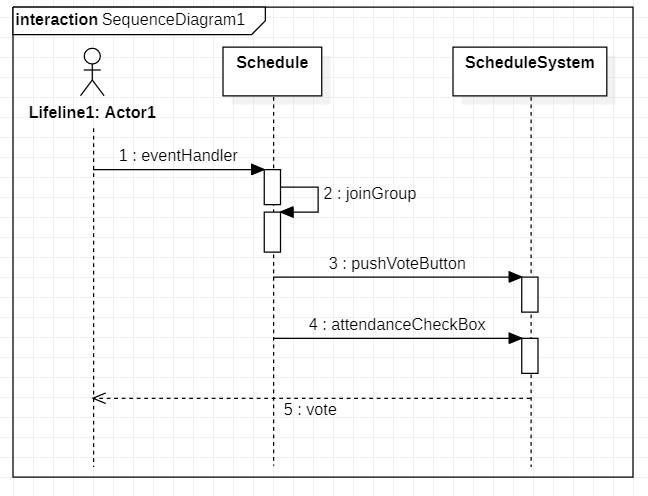 interaction SequenceDiagram1
Schedule
ScheduleSystem
Lifeline1: Actor1
1 : eventHandler
2 : joinGroup
3 : pushVoteButton
4 : attendanceCheckBox
5 : vote